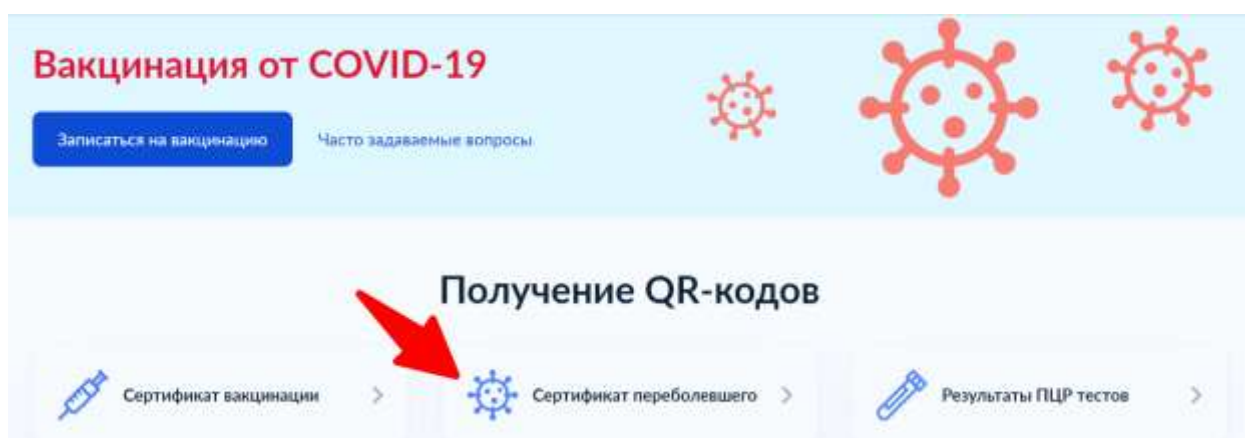 Вакцинация от COVID-19
Записаться на вакцинацию Часто задаваемые вопросы
Получение QR-кодов
Сертификат вакцинации Сертификат переболевшего Результаты ПЦР тестов